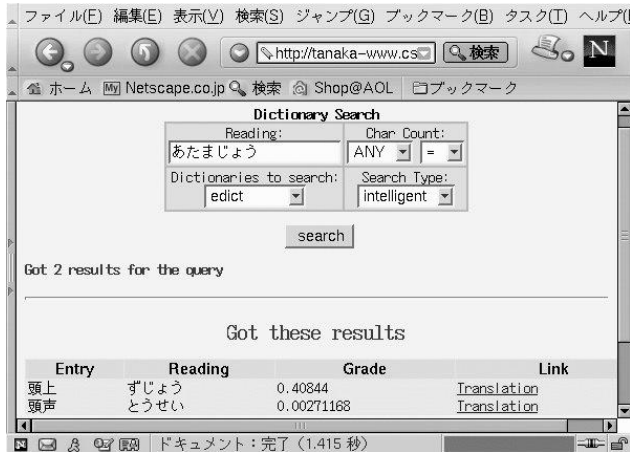 ファイル(F) 編集(E) 表示(V) 検索(S) ジャンプ(G) ブックマーク(B) タスク(T) ヘルプ(
http://tanaka-www.cs 検索 N
ホーム My Netscape.co.jp 検索 Shop@AOL ブックマーク
Dictionary Search
Reading: Char Count:
あたまじょう ANY =
Dictionaries to search: Search Type:
edict intelligent
search
Got 2 results for the query
Got these results
Entry Reading Grade Link
頭上 ずじょう 0.40844 Translation
頭声 とうせい 0.00271168 Translation
ドキュメント：完了 (1.415 秒)